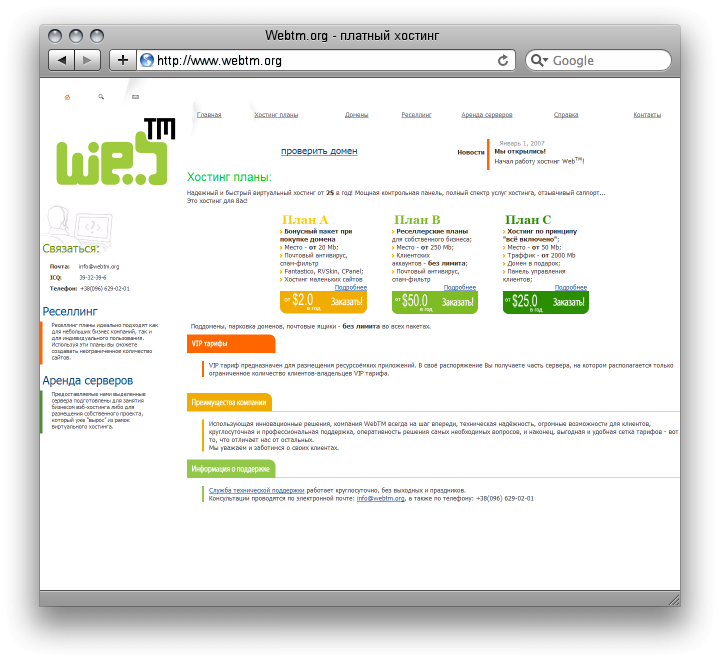 Webtm.org - платный хостинг
http://www.webtm.org
Google
Главная Хостинг планы Домены Реселлинг Аренда серверов Справка Контакты
web TM
проверить домен
Новости
Январь 1, 2007
Мы открылись!
Начал работу хостинг Web™!
Хостинг планы:
Надежный и быстрый виртуальный хостинг от 2$ в год! Мощная контрольная панель, полный спектр услуг хостинга, отзывчивый саппорт...
Это хостинг для Вас!
План A
Бонусный пакет при
покупке домена
Место - от 20 Mb;
Почтовый антивирус,
спам-фильтр
Fantastico, RVSkin, CPanel;
Хостинг маленьких сайтов
Подробнее
от $2.0 в год Заказать!
План B
Реселлерские планы
для собственного бизнеса;
Место - от 250 Mb;
Клиентских
аккаунтов - без лимита;
Почтовый антивирус,
спам-фильтр
Подробнее
от $50.0 в год Заказать!
План C
Хостинг по принципу
"всё включено";
Место - от 50 Mb;
Траффик - от 2000 Mb
Домен в подарок;
Панель управления
клиентов;
Подробнее
от $25.0 в год Заказать!
Связаться:
Почта: info@webtm.org
ICQ: 39-32-39-6
Телефон: +38(096) 629-02-01
Реселлинг
Реселлинг планы идеально подходят как
для небольших бизнес компаний, так и
для индивидуального пользования.
Используя эти планы вы сможете
создавать неограниченное количество
сайтов.
Аренда серверов
Предоставляемые нами выделенные
сервера подготовлены для занятия
бизнесом вэб-хостинга либо для
размещения собственного проекта,
который уже "вырос" из рамок
виртуального хостинга.
Поддомены, парковка доменов, почтовые ящики - без лимита во всех пакетах.
VIP тарифы
VIP тариф предназначен для размещения ресурсоёмких приложений. В своё распоряжение Вы получаете часть сервера, на котором располагается только
ограниченное количество клиентов-владельцев VIP тарифа.
Преимущества компании
Использующая инновационные решения, компания WebTM всегда на шаг впереди, техническая надёжность, огромные возможности для клиентов,
круглосуточная и профессиональная поддержка, оперативность решения самых необходимых вопросов, и наконец, выгодная и удобная сетка тарифов - вот
то, что отличает нас от остальных.
Мы уважаем и заботимся о своих клиентах.
Информация о поддержке
Служба технической поддержки работает круглосуточно, без выходных и праздников.
Консультации проводятся по электронной почте: info@webtm.org, а также по телефону: +38(096) 629-02-01